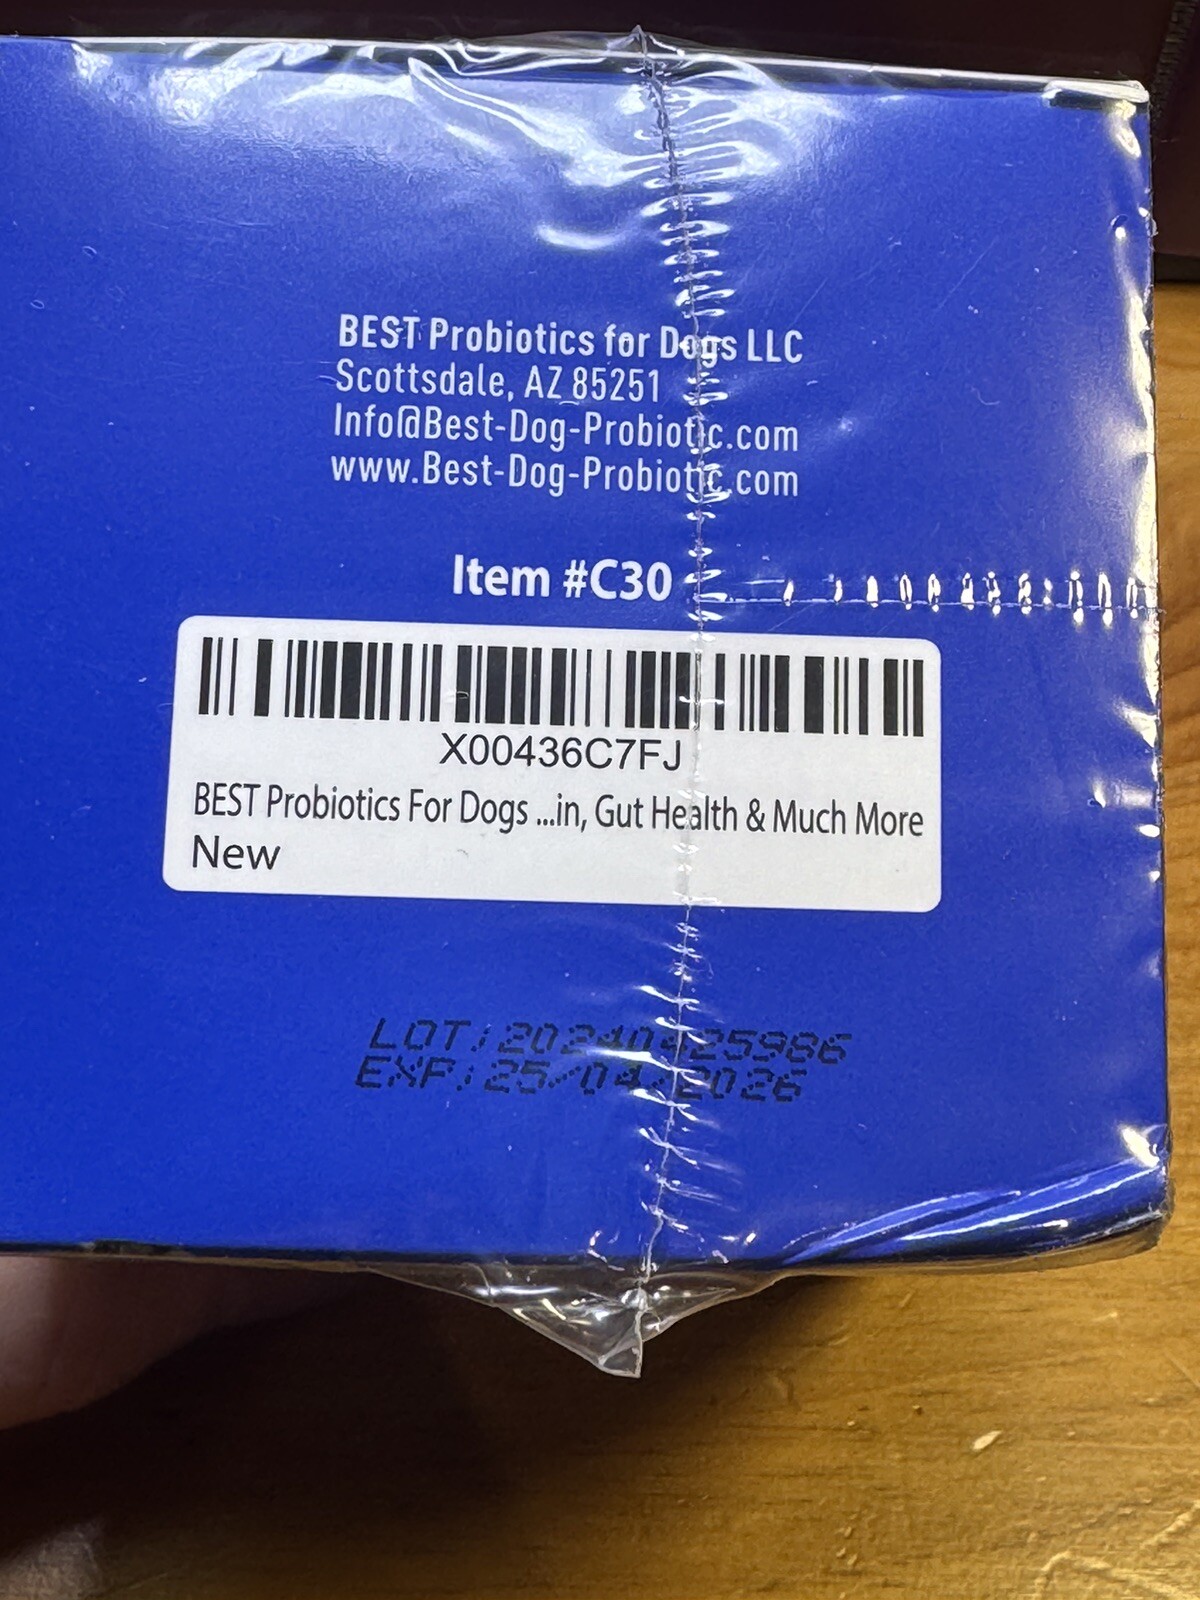 BEST Probiotics for Dogs LLC
Scottsdale, AZ 85251
Info@Best-Dog-Probiotic.com
www.Best-Dog-Probiotic.com
Item #C30
X00436C7FJ
BEST Probiotics For Dogs ...in, Gut Health & Much More
New
LOT:20240425986
EXP:25/04/2026